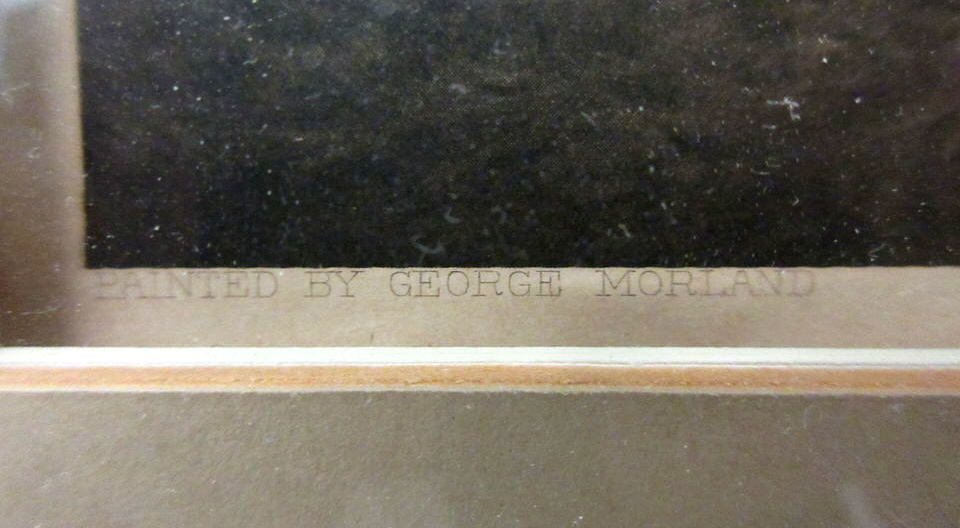 PAINTED BY GEORGE MORLAND